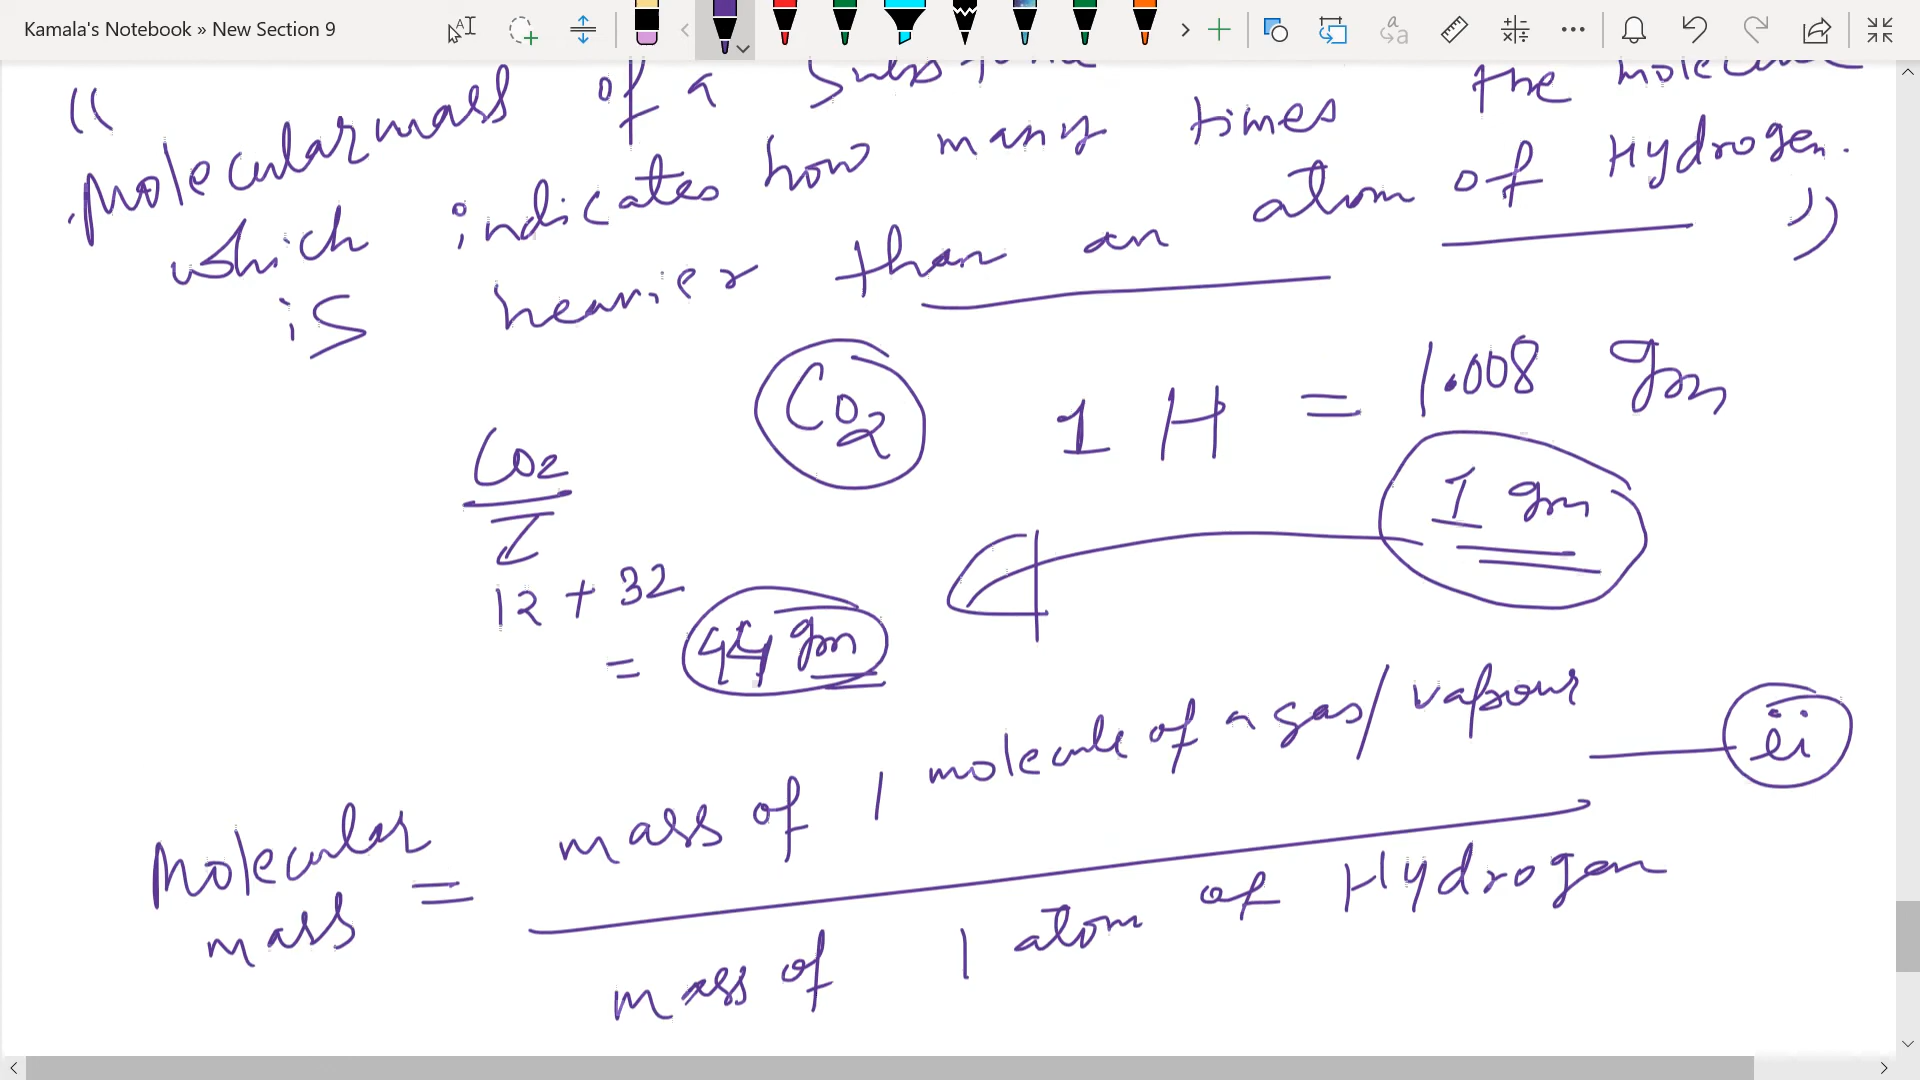 Kamala's Notebook » New Section 9
"
Molecular mass of a
which indicates how many times the molecule
is heavier than an atom of Hydrogen. "
CO2
1 H = 1.008 gm
1 gm
CO2
12 + 32
= 44 gm
Molecular mass = mass of 1 molecule of a gas/vapour
mass of 1 atom of Hydrogen
ii